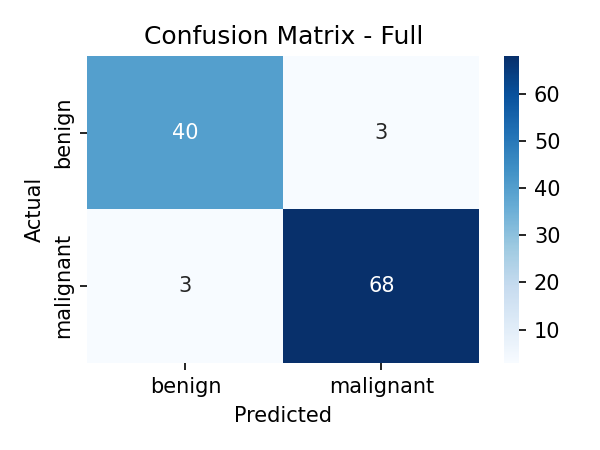 Confusion Matrix - Full
Actual
benign
40
3
malignant
3
68
benign
malignant
Predicted
60
50
40
30
20
10